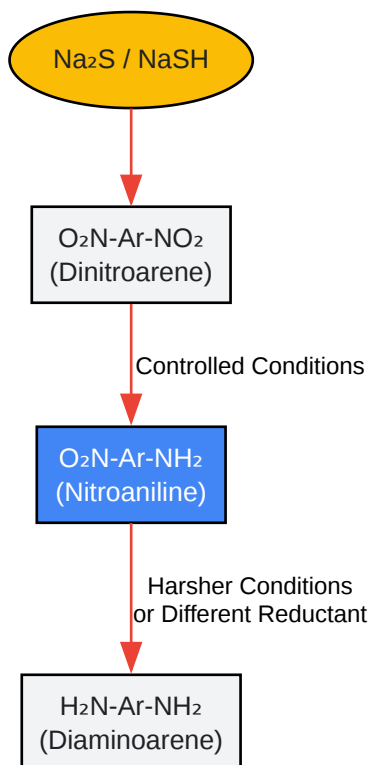 Na₂S / NaSH
O₂N-Ar-NO₂
(Dinitroarene)
Controlled Conditions
O₂N-Ar-NH₂
(Nitroaniline)
Harsher Conditions
or Different Reductant
H₂N-Ar-NH₂
(Diaminoarene)